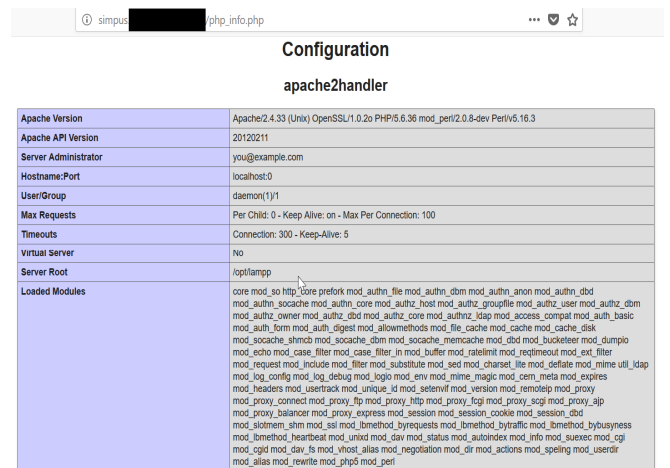 simpus
/php_info.php
Configuration
apache2handler
Apache Version Apache/2.4.33 (Unix) OpenSSL/1.0.2o PHP/5.6.36 mod_perl/2.0.8-dev Perl/v5.16.3
Apache API Version 20120211
Server Administrator you@example.com
Hostname:Port localhost:0
User/Group daemon(1)/1
Max Requests Per Child: 0 - Keep Alive: on - Max Per Connection: 100
Timeouts Connection: 300 - Keep-Alive: 5
Virtual Server No
Server Root /opt/lampp
Loaded Modules core mod_so http_core prefork mod_authn_file mod_authn_dbm mod_authn_anon mod_authn_dbd
mod_authn_socache mod_authn_core mod_authz_host mod_authz_groupfile mod_authz_user mod_authz_dbm
mod_authz_owner mod_authz_dbd mod_authz_core mod_authnz_ldap mod_access_compat mod_auth_basic
mod_auth_form mod_auth_digest mod_allowmethods mod_file_cache mod_cache mod_cache_disk
mod_socache_shmcb mod_socache_dbm mod_socache_memcache mod_dbd mod_bucketeer mod_dumpio
mod_echo mod_case_filter mod_case_filter_in mod_buffer mod_ratelimit mod_reqtimeout mod_ext_filter
mod_request mod_include mod_filter mod_substitute mod_sed mod_charset_lite mod_deflate mod_mime util_ldap
mod_log_config mod_log_debug mod_logio mod_env mod_mime_magic mod_cern_meta mod_expires
mod_headers mod_usertrack mod_unique_id mod_setenvif mod_version mod_remoteip mod_proxy
mod_proxy_connect mod_proxy_ftp mod_proxy_http mod_proxy_fcgi mod_proxy_scgi mod_proxy_ajp
mod_proxy_balancer mod_proxy_express mod_session mod_session_cookie mod_session_dbd
mod_slotmem_shm mod_ssl mod_lbmethod_byrequests mod_lbmethod_bytraffic mod_lbmethod_bybusyness
mod_lbmethod_heartbeat mod_unixd mod_dav mod_status mod_autoindex mod_info mod_suexec mod_cgi
mod_cgid mod_dav_fs mod_vhost_alias mod_negotiation mod_dir mod_actions mod_speling mod_userdir
mod_alias mod_rewrite mod_php5 mod_perl